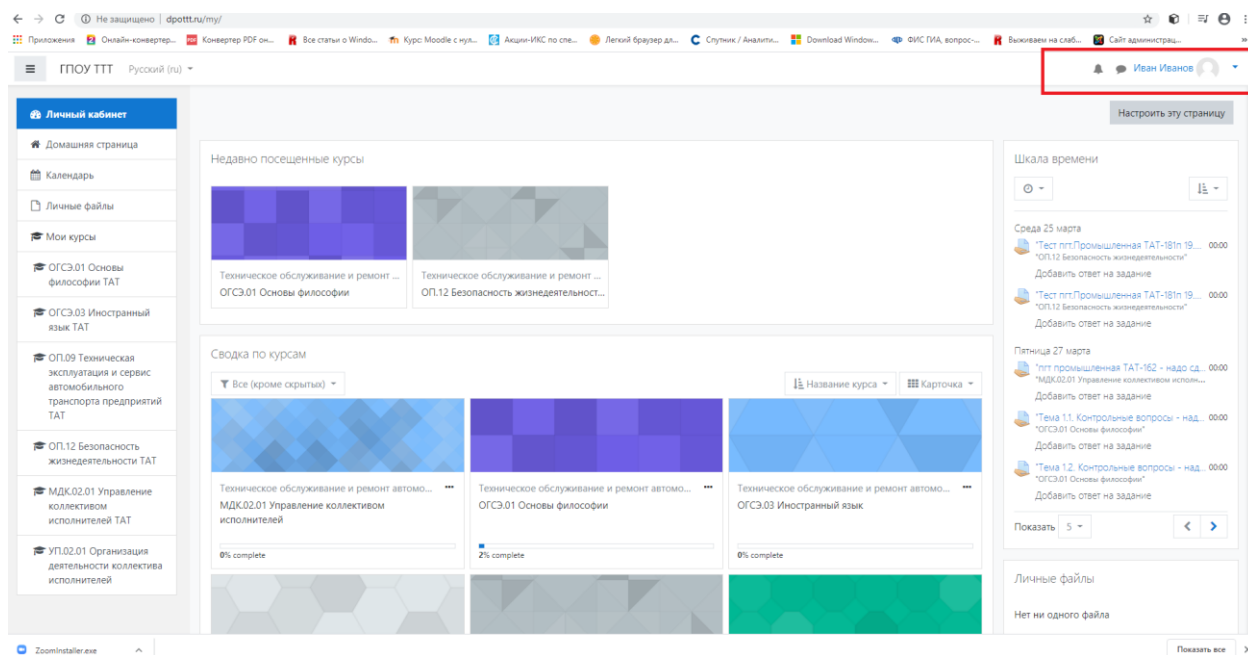 Не защищено | dpottt.ru/my/
Приложения Онлайн-конвертер... Конвертер PDF он... Все статьи о Windo... Курс: Moodle с нул... Акции-ИКС по спе... Легкий браузер дл... Спутник / Аналити... Download Window... ФИС ГИА, вопрос-... Выживаем на слаб... Сайт администрац... »
ГПОУ ТТТ Русский (ru)
Иван Иванов
Личный кабинет
Домашняя страница
Календарь
Личные файлы
Мои курсы
ОГСЭ.01 Основы
философии ТАТ
ОГСЭ.03 Иностранный
язык ТАТ
ОП.09 Техническая
эксплуатация и сервис
автомобильного
транспорта предприятий
ТАТ
ОП.12 Безопасность
жизнедеятельности ТАТ
МДК.02.01 Управление
коллективом
исполнителей ТАТ
УП.02.01 Организация
деятельности коллектива
исполнителей
Настроить эту страницу
Недавно посещенные курсы
Техническое обслуживание и ремонт ...
ОГСЭ.01 Основы философии
Техническое обслуживание и ремонт ...
ОП.12 Безопасность жизнедеятельност...
Сводка по курсам
Все (кроме скрытых)
Название курса
Карточка
Техническое обслуживание и ремонт автомо... •••
МДК.02.01 Управление коллективом
исполнителей
0% complete
Техническое обслуживание и ремонт автомо... •••
ОГСЭ.01 Основы философии
2% complete
Техническое обслуживание и ремонт автомо... •••
ОГСЭ.03 Иностранный язык
0% complete
Шкала времени
Среда 25 марта
"Тест пгт.Промышленная ТАТ-181п 19.... 00:00
"ОП.12 Безопасность жизнедеятельности"
Добавить ответ на задание
"Тест пгт.Промышленная ТАТ-181п 19.... 00:00
"ОП.12 Безопасность жизнедеятельности"
Добавить ответ на задание
Пятница 27 марта
"пгт промышленная ТАТ-162 - надо сд... 00:00
"МДК.02.01 Управление коллективом исполн...
Добавить ответ на задание
"Тема 1.1. Контрольные вопросы - над... 00:00
"ОГСЭ.01 Основы философии"
Добавить ответ на задание
"Тема 1.2. Контрольные вопросы - над... 00:00
"ОГСЭ.01 Основы философии"
Добавить ответ на задание
Показать 5
Личные файлы
Нет ни одного файла
ZoomInstaller.exe
Показать все